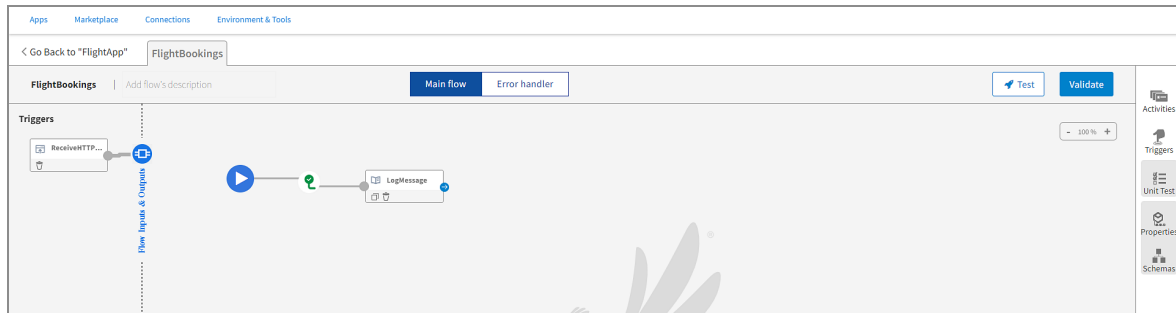 Apps Marketplace Connections Environment & Tools
Go Back to "FlightApp" FlightBookings
FlightBookings | Add flow's description Main flow Error handler Test Validate
Activities
Triggers
- 100 % +
ReceiveHTTP...
Triggers
LogMessage
Unit Test
Flow Inputs & Outputs
Properties
Schemas
®